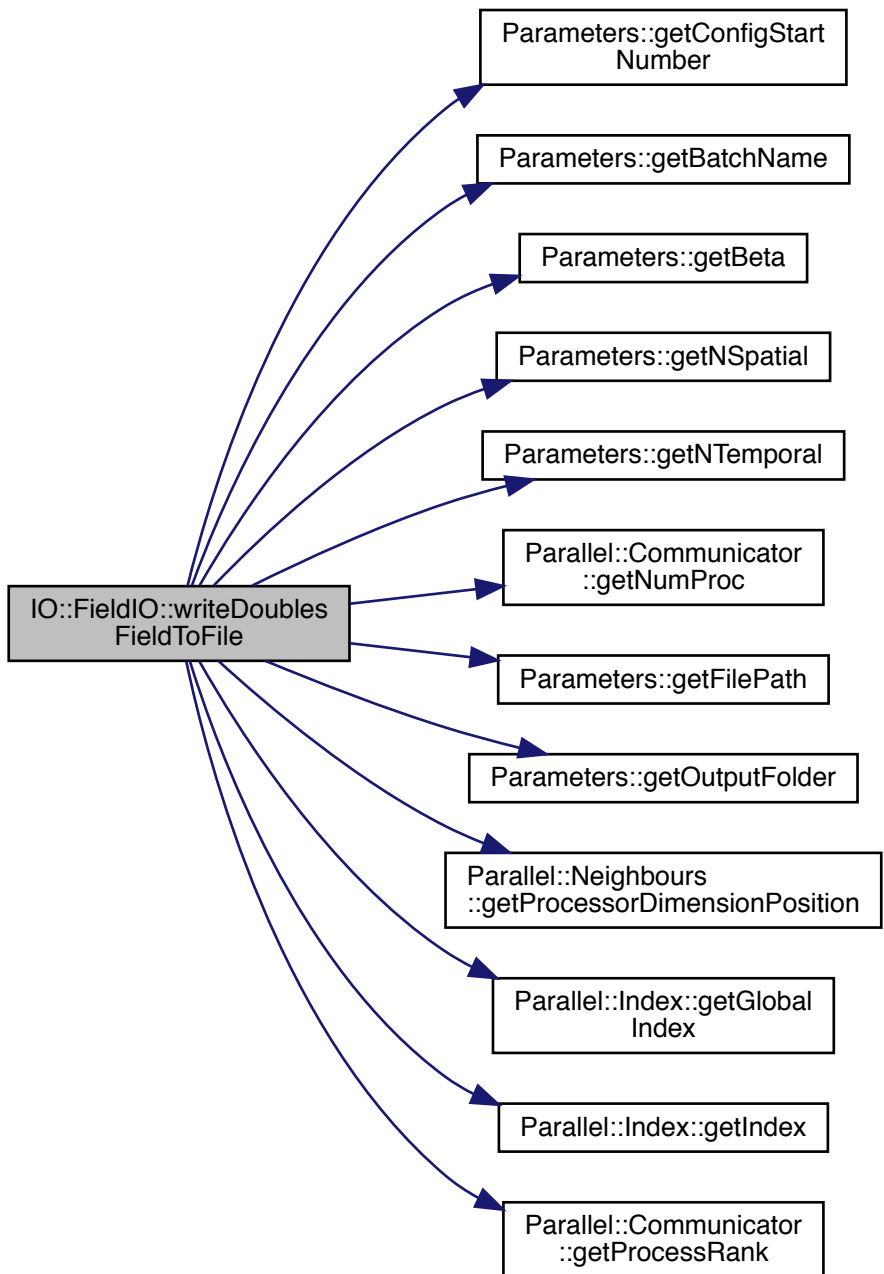 Parameters::getConfigStart
Number
Parameters::getBatchName
Parameters::getBeta
Parameters::getNSpatial
Parameters::getNTemporal
Parallel::Communicator
::getNumProc
IO::FieldIO::writeDoubles
FieldToFile
Parameters::getFilePath
Parameters::getOutputFolder
Parallel::Neighbours
::getProcessorDimensionPosition
Parallel::Index::getGlobal
Index
Parallel::Index::getIndex
Parallel::Communicator
::getProcessRank